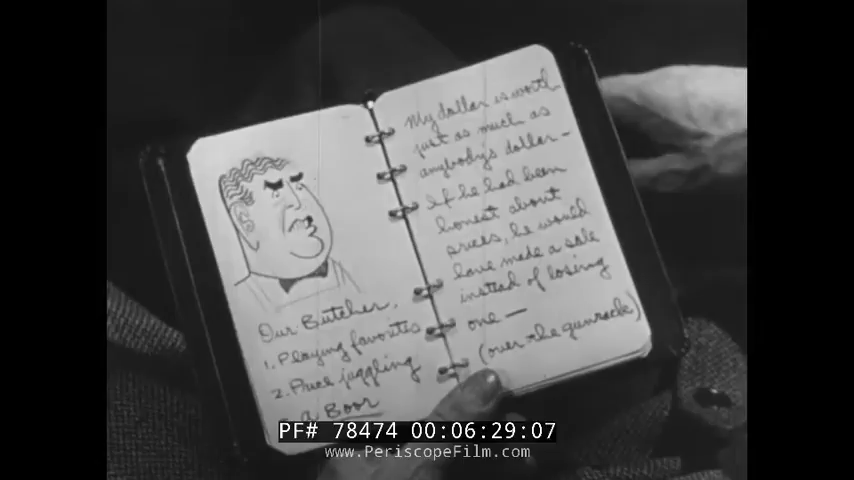 Our Butcher.
1. Playing favorites
2. Price juggling
a Boor
My dollar is worth
just as much as
anybody's dollar -
If he had been
honest about
prices, he would
have made a sale
instead of losing
one —
(over the gunracle)
PF# 78474 00:06:29:07
www.PeriscopeFilm.com